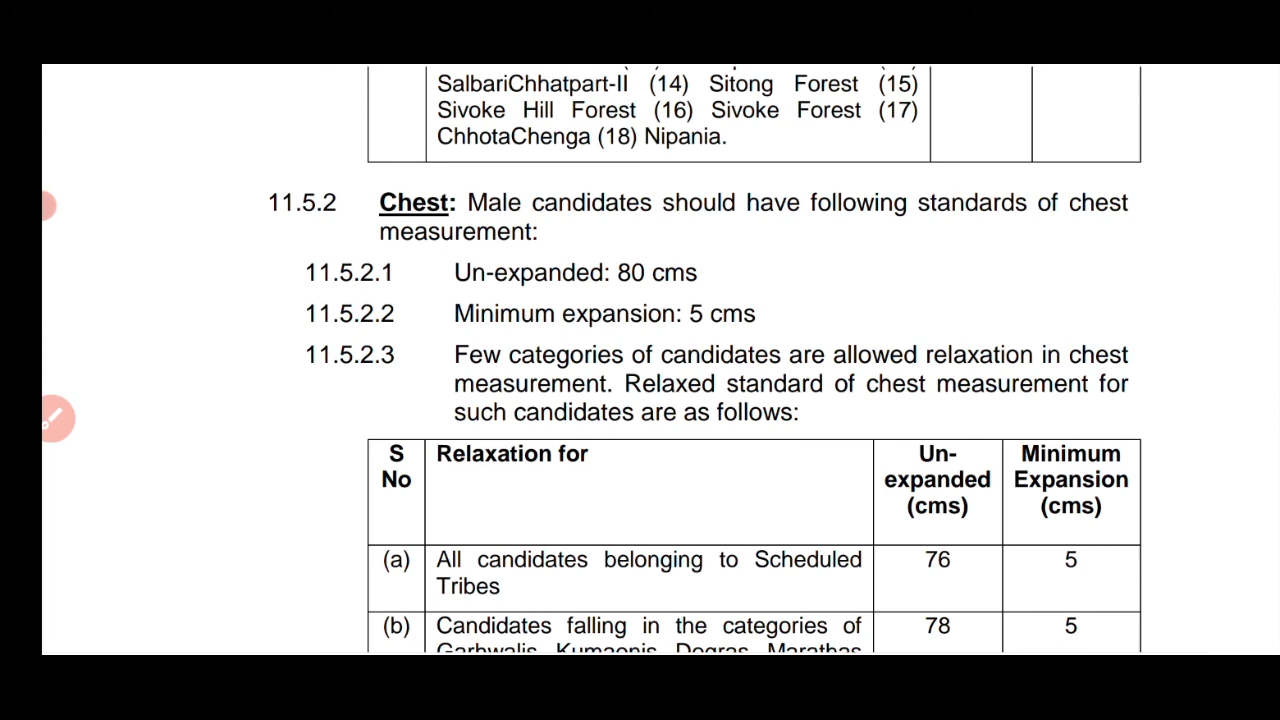 SalbariChhatpart-II (14) Sitong Forest (15)
Sivoke Hill Forest (16) Sivoke Forest (17)
ChhotaChenga (18) Nipania.
11.5.2 Chest: Male candidates should have following standards of chest
measurement:
11.5.2.1 Un-expanded: 80 cms
11.5.2.2 Minimum expansion: 5 cms
11.5.2.3 Few categories of candidates are allowed relaxation in chest
measurement. Relaxed standard of chest measurement for
such candidates are as follows:
S No Relaxation for Un-expanded (cms) Minimum Expansion (cms)
(a) All candidates belonging to Scheduled 76 5
Tribes
(b) Candidates falling in the categories of 78 5
Garhwalis, Kumaonis, Dogras, Marathas